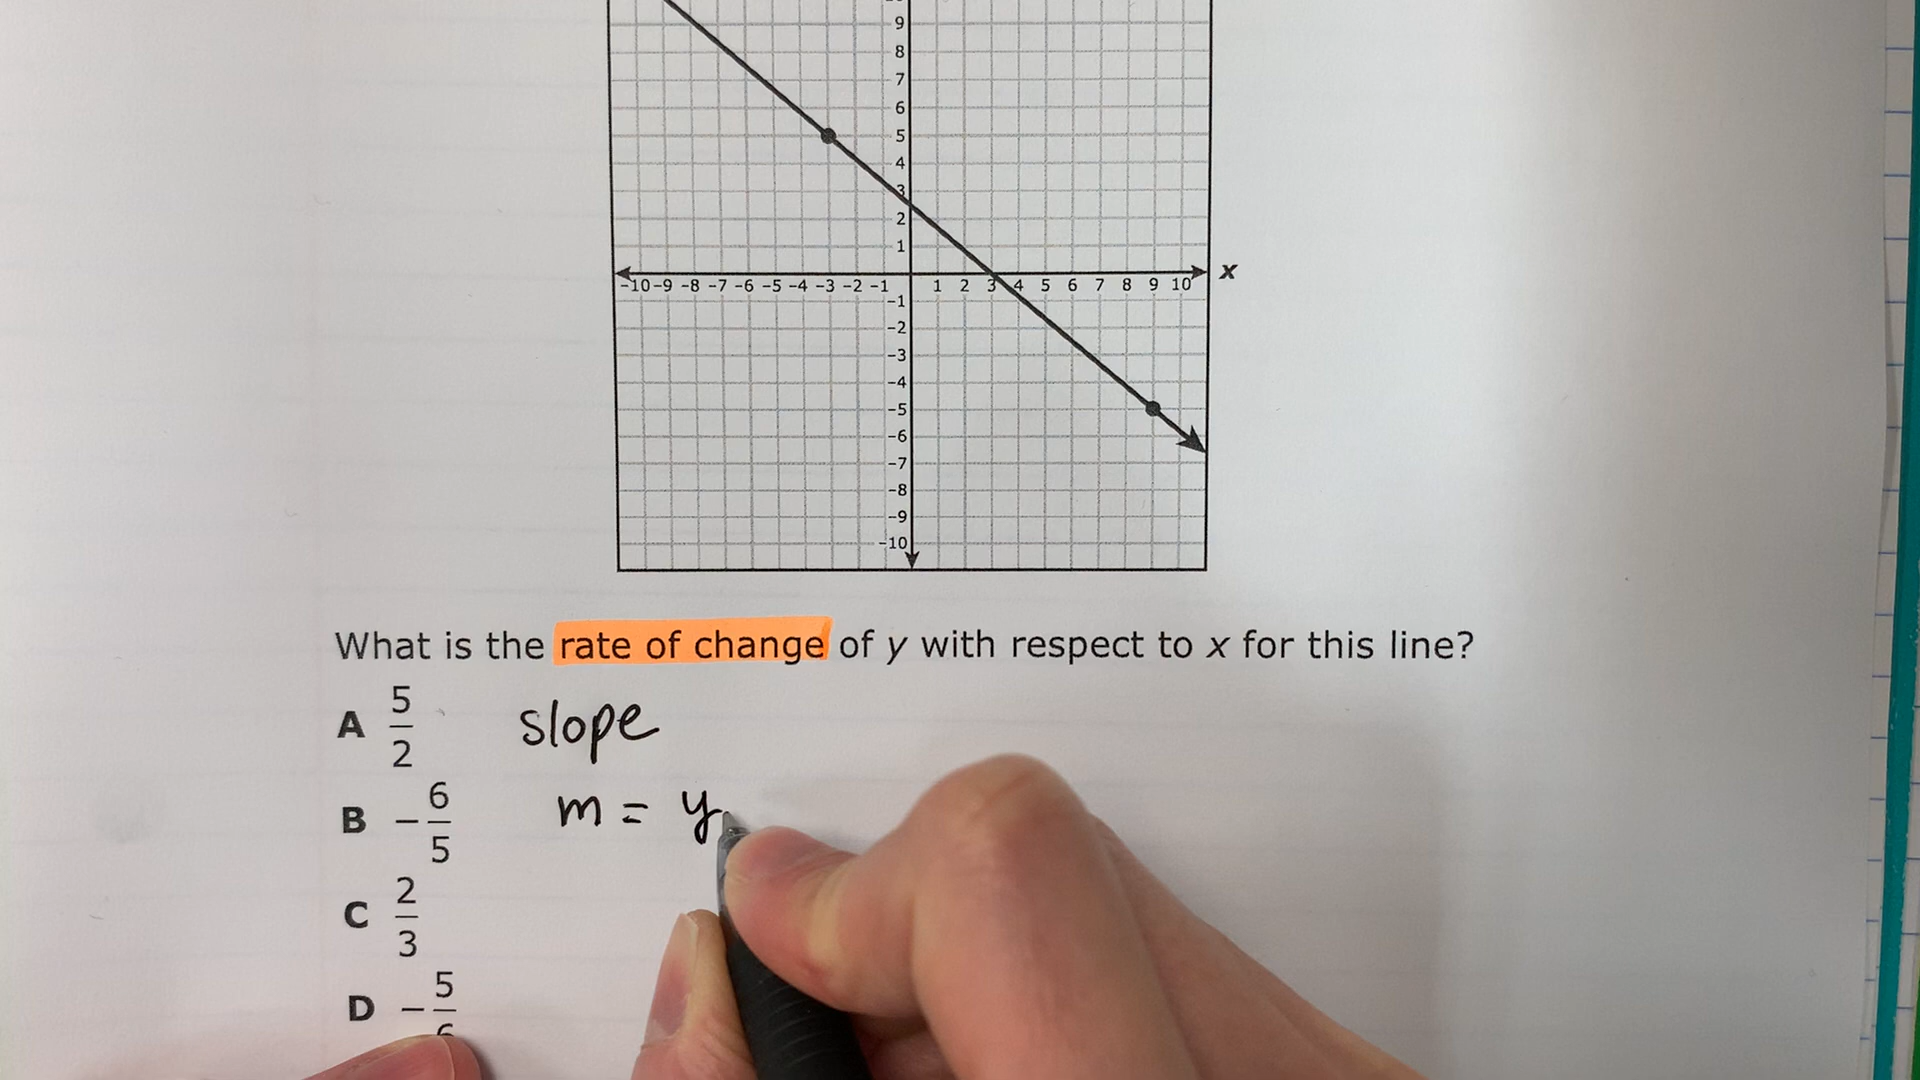 9
8
7
6
5
4
3
2
1
x
-10 -9 -8 -7 -6 -5 -4 -3 -2 -1 1 2 3 4 5 6 7 8 9 10
-1
-2
-3
-4
-5
-6
-7
-8
-9
-10
What is the rate of change of y with respect to x for this line?
A 5/2
slope
B -6/5
m = y
C 2/3
D -5